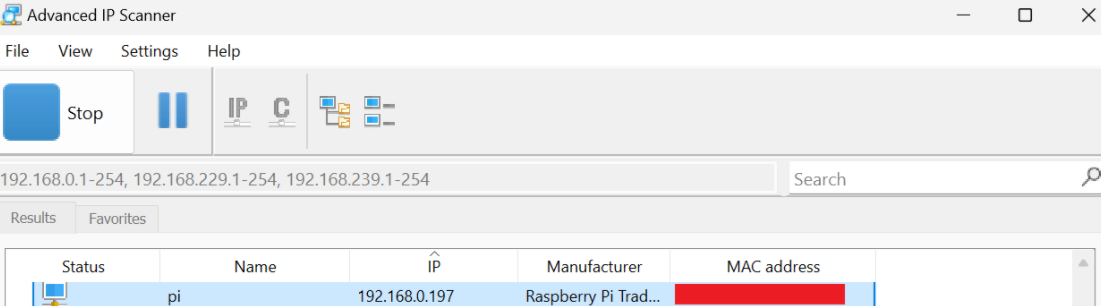 Advanced IP Scanner
File View Settings Help
Stop IP C
192.168.0.1-254, 192.168.229.1-254, 192.168.239.1-254 Search
Results Favorites
Status Name IP Manufacturer MAC address
pi 192.168.0.197 Raspberry Pi Trad...